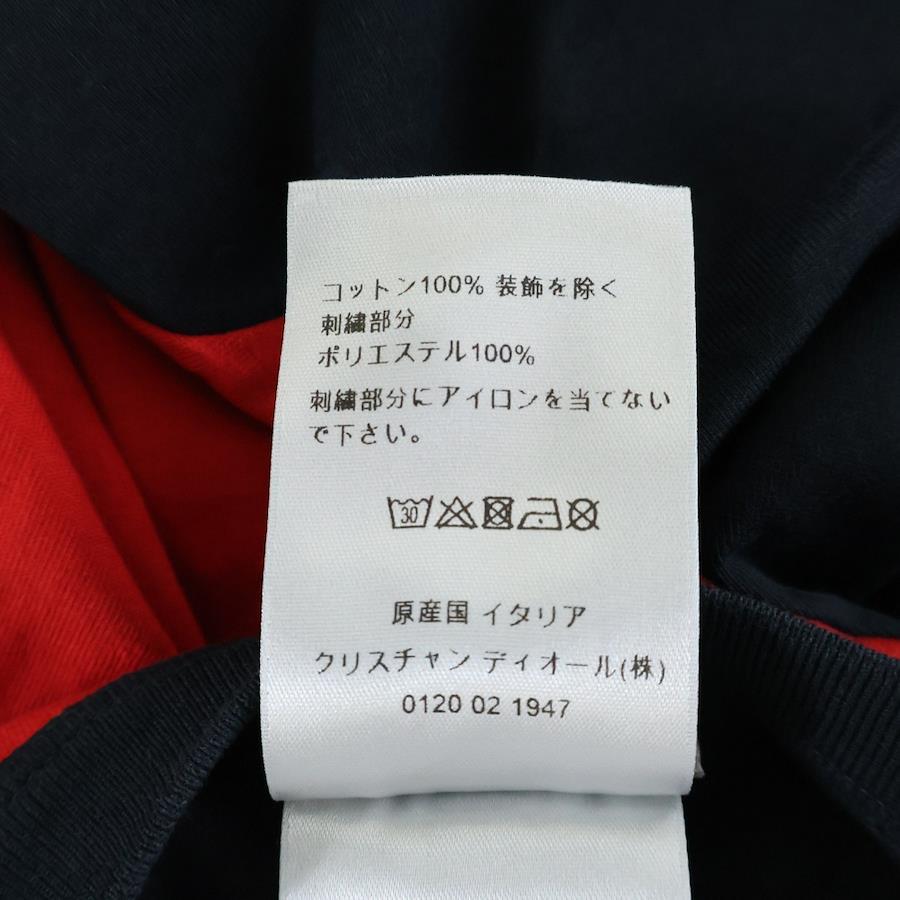 コットン100% 装飾を除く
刺繍部分
ポリエステル100%
刺繍部分にアイロンを当てない
で下さい。
30
原産国 イタリア
クリスチャン ディオール(株)
0120 02 1947